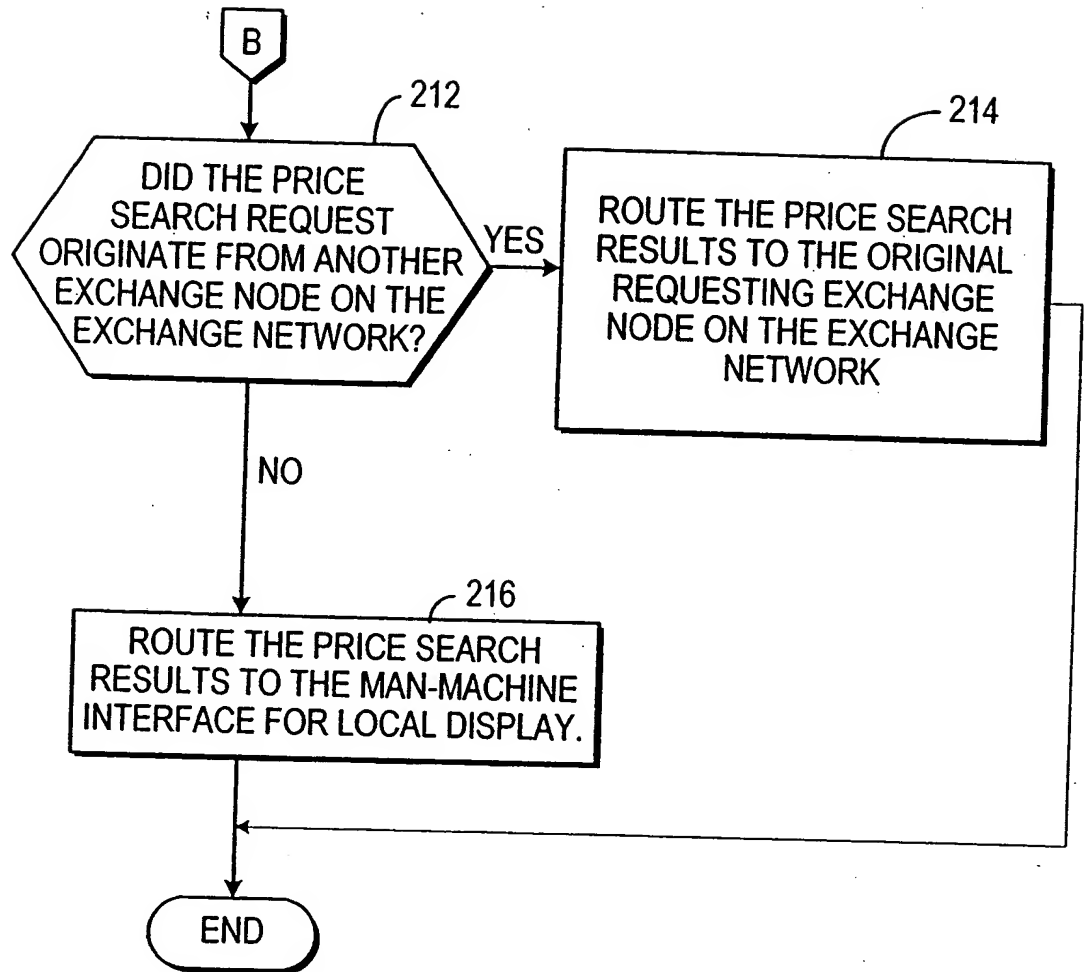 B
212
DID THE PRICE
SEARCH REQUEST
ORIGINATE FROM ANOTHER
EXCHANGE NODE ON THE
EXCHANGE NETWORK?
YES
214
ROUTE THE PRICE SEARCH
RESULTS TO THE ORIGINAL
REQUESTING EXCHANGE
NODE ON THE EXCHANGE
NETWORK
NO
216
ROUTE THE PRICE SEARCH
RESULTS TO THE MAN-MACHINE
INTERFACE FOR LOCAL DISPLAY.
END